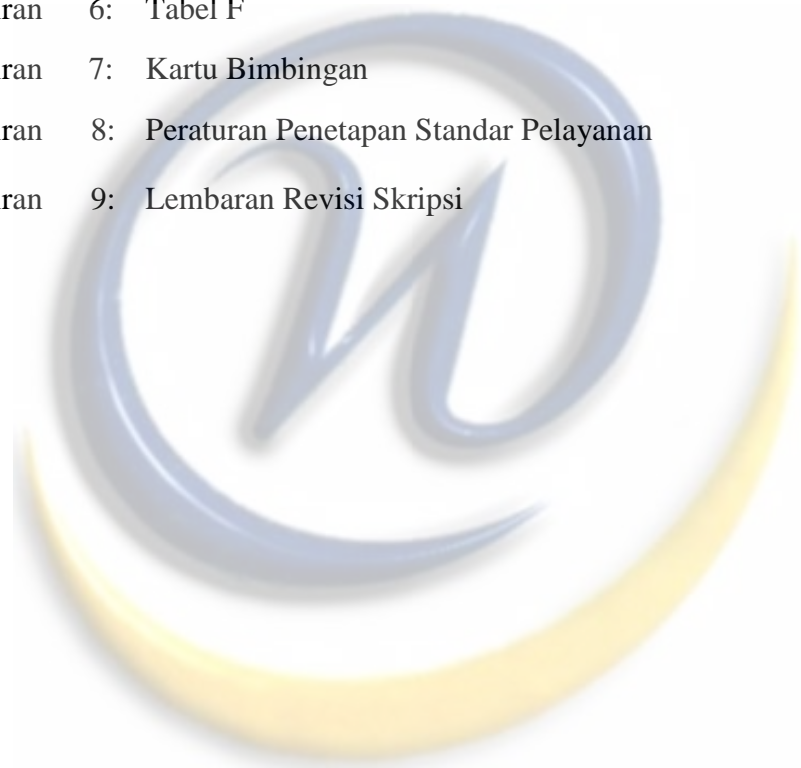 ran 6: Tabel F
ran 7: Kartu Bimbingan
ran 8: Peraturan Penetapan Standar Pelayanan
ran 9: Lembaran Revisi Skripsi